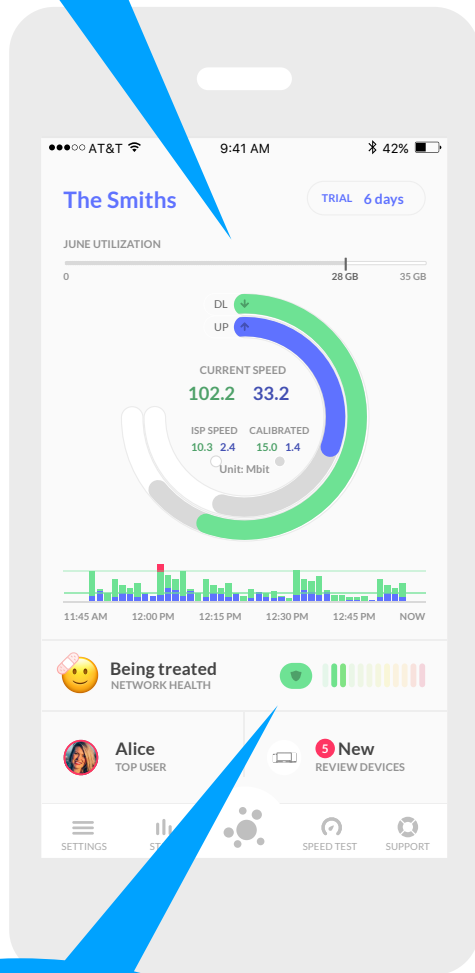 AT&T 9:41 AM 42%
The Smiths TRIAL 6 days
JUNE UTILIZATION
0 28 GB 35 GB
DL
UP
CURRENT SPEED
102.2 33.2
ISP SPEED CALIBRATED
10.3 2.4 15.0 1.4
Unit: Mbit
11:45 AM 12:00 PM 12:15 PM 12:30 PM 12:45 PM NOW
Being treated
NETWORK HEALTH
Alice 5 New
TOP USER REVIEW DEVICES
SETTINGS SPEED TEST SUPPORT